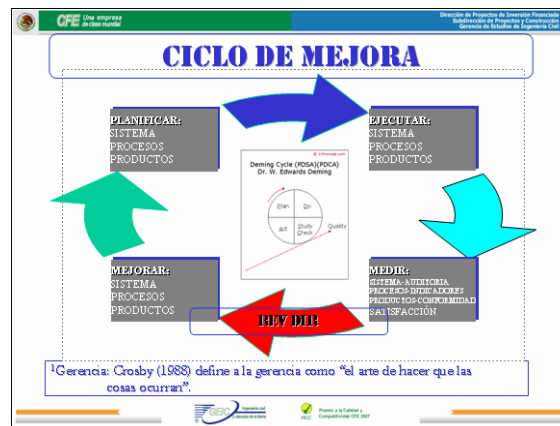 CFE Una empresa
de clase mundial
Dirección de Proyectos de Inversión Financiada
Subdirección de Proyectos y Construcción
Gerencia de Estudios de Ingeniería Civil
CICLO DE MEJORA
PLANIFICAR:
SISTEMA
PROCESOS
PRODUCTOS
EJECUTAR:
SISTEMA
PROCESOS
PRODUCTOS
Deming Cycle (PDSA)(PDCA)
Dr. W. Edwards Deming
Plan
Do
Act
Study
Check
Quality
MEJORAR:
SISTEMA
PROCESOS
PRODUCTOS
MEDIR:
SISTEMA-AUDITORIA
PROCESOS-INDICADORES
PRODUCTOS-CONFORMIDAD
SATISFACCIÓN
REV DIR
1Gerencia: Crosby (1988) define a la gerencia como “el arte de hacer que las
cosas ocurran”.
GEIC
Premio a la Calidad y
Competitividad CFE 2007